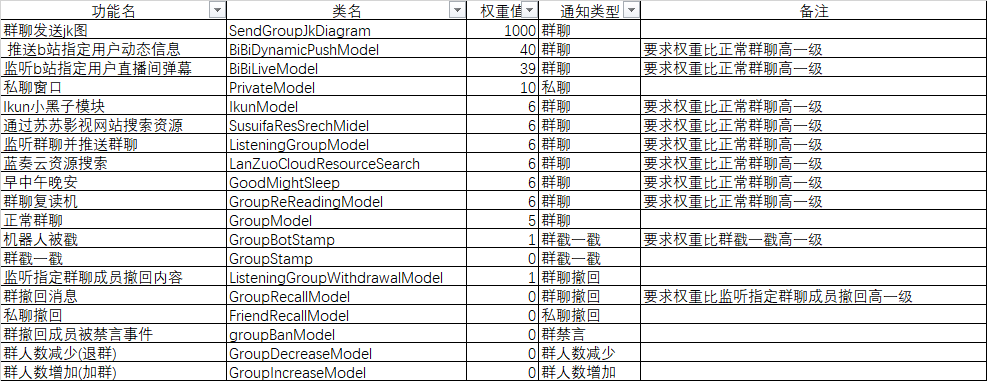 功能名 类名 权重值 通知类型 备注
群聊发送jk图 SendGroupJkDiagram 1000 群聊
推送b站指定用户动态信息 BiBiDynamicPushModel 40 群聊 要求权重比正常群聊高一级
监听b站指定用户直播间弹幕 BiBiLiveModel 39 群聊 要求权重比正常群聊高一级
私聊窗口 PrivateModel 10 私聊
Ikun小黑子模块 IkunModel 6 群聊 要求权重比正常群聊高一级
通过苏苏影视网站搜索资源 SusuifaResSrechMidel 6 群聊 要求权重比正常群聊高一级
监听群聊并推送群聊 ListeningGroupModel 6 群聊 要求权重比正常群聊高一级
蓝奏云资源搜索 LanZuoCloudResourceSearch 6 群聊 要求权重比正常群聊高一级
早中午晚安 GoodMightSleep 6 群聊 要求权重比正常群聊高一级
群聊复读机 GroupReReadingModel 6 群聊 要求权重比正常群聊高一级
正常群聊 GroupModel 5 群聊
机器人被戳 GroupBotStamp 1 群戳一戳 要求权重比群戳一戳高一级
群戳一戳 GroupStamp 0 群戳一戳
监听指定群聊成员撤回内容 ListeningGroupWithdrawalModel 1 群聊撤回
群撤回消息 GroupRecallModel 0 群聊撤回 要求权重比监听指定群聊成员撤回高一级
私聊撤回 FriendRecallModel 0 私聊撤回
群撤回成员被禁言事件 groupBanModel 0 群禁言
群人数减少(退群) GroupDecreaseModel 0 群人数减少
群人数增加(加群) GroupIncreaseModel 0 群人数增加